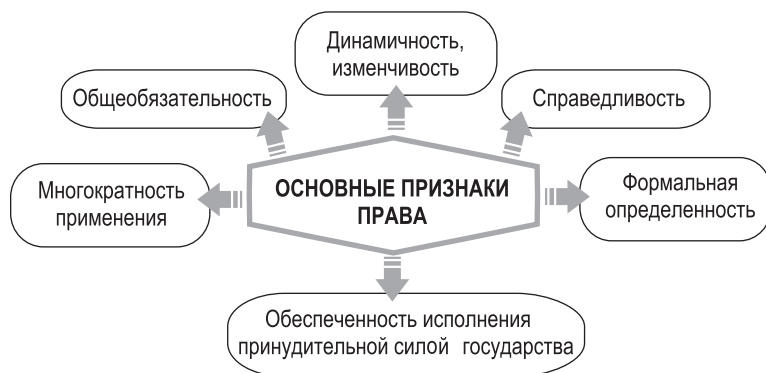 Динамичность,
изменчивость
Общеобязательность
Справедливость
Многократность
применения
ОСНОВНЫЕ ПРИЗНАКИ
ПРАВА
Формальная
определенность
Обеспеченность исполнения
принудительной силой государства